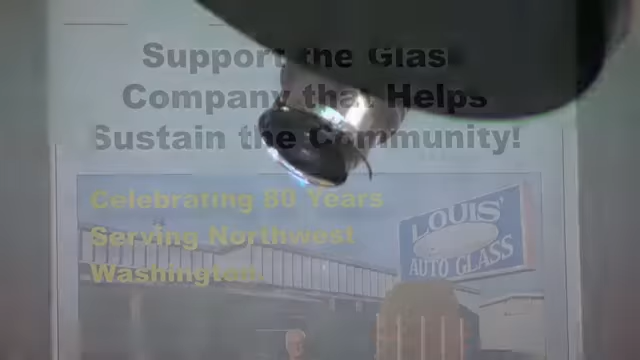 Support the Glass
Company that Helps
Sustain the Community!
Celebrating 80 Years
Serving Northwest
Washington.
LOUIS'
AUTO GLASS